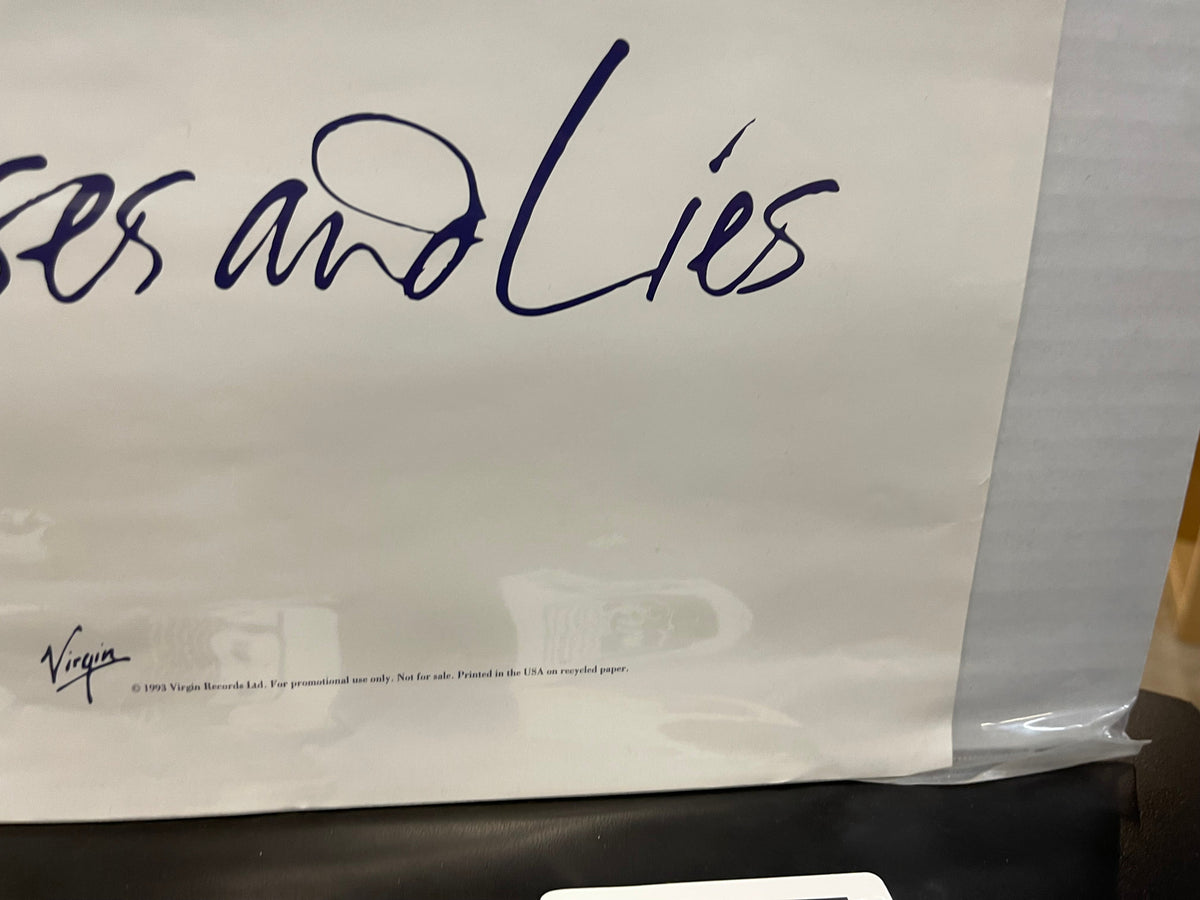 ses and Lies
Virgin
© 1993 Virgin Records Ltd. For promotional use only. Not for sale. Printed in the USA on recycled paper.